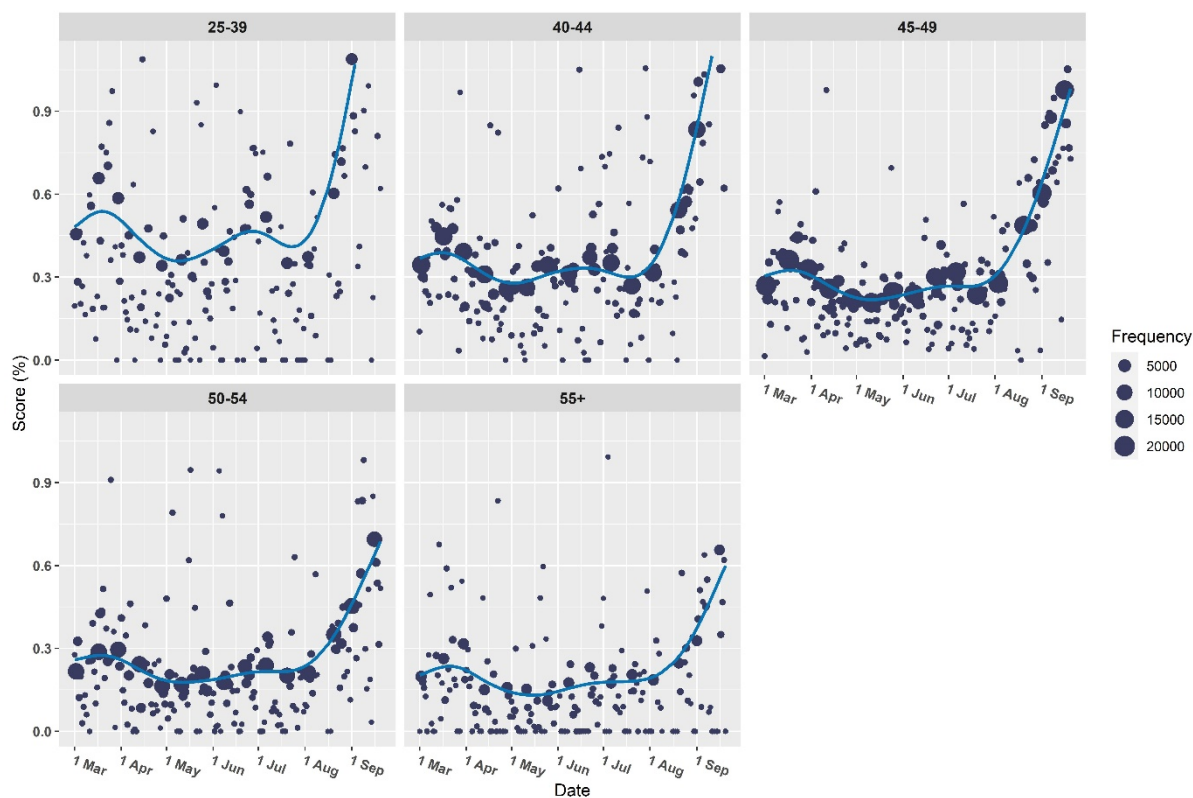 25-39
40-44
45-49
0.9
0.6
0.3
0.0
1 Mar
1 Apr
1 May
1 Jun
1 Jul
1 Aug
1 Sep
Frequency
5000
10000
15000
20000
Score (%)
50-54
55+
0.9
0.6
0.3
0.0
1 Mar
1 Apr
1 May
1 Jun
1 Jul
1 Aug
1 Sep
1 Mar
1 Apr
1 May
1 Jun
1 Jul
1 Aug
1 Sep
Date